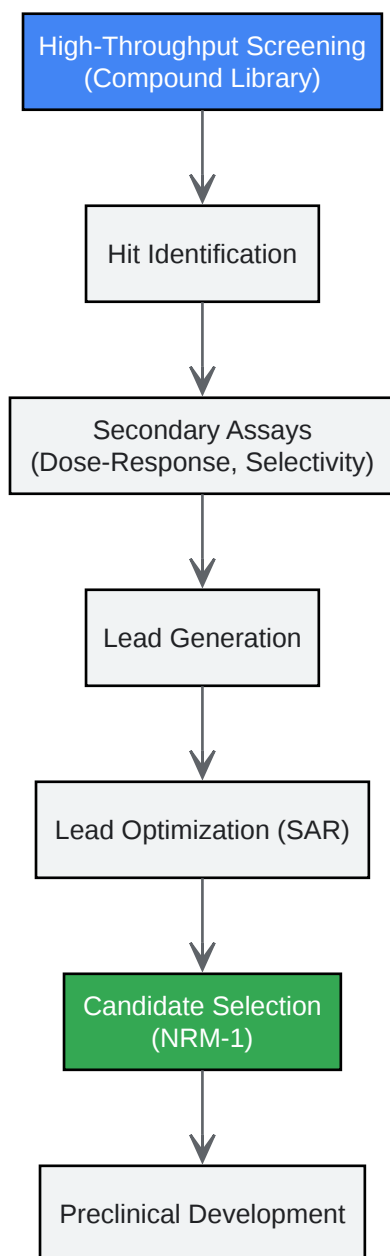 High-Throughput Screening
(Compound Library)
Hit Identification
Secondary Assays
(Dose-Response, Selectivity)
Lead Generation
Lead Optimization (SAR)
Candidate Selection
(NRM-1)
Preclinical Development